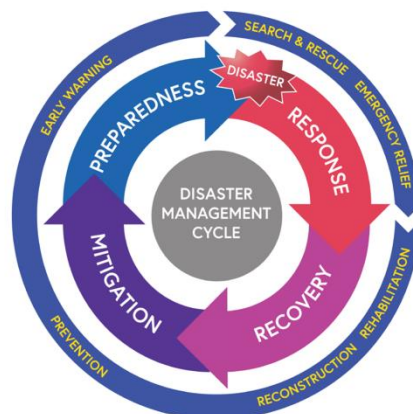 EARLY WARNING
SEARCH & RESCUE
EMERGENCY RELIEF
PREPAREDNESS
DISASTER
RESPONSE
DISASTER
MANAGEMENT
CYCLE
MITIGATION
RECOVERY
PREVENTION
RECONSTRUCTION
REHABILITATION